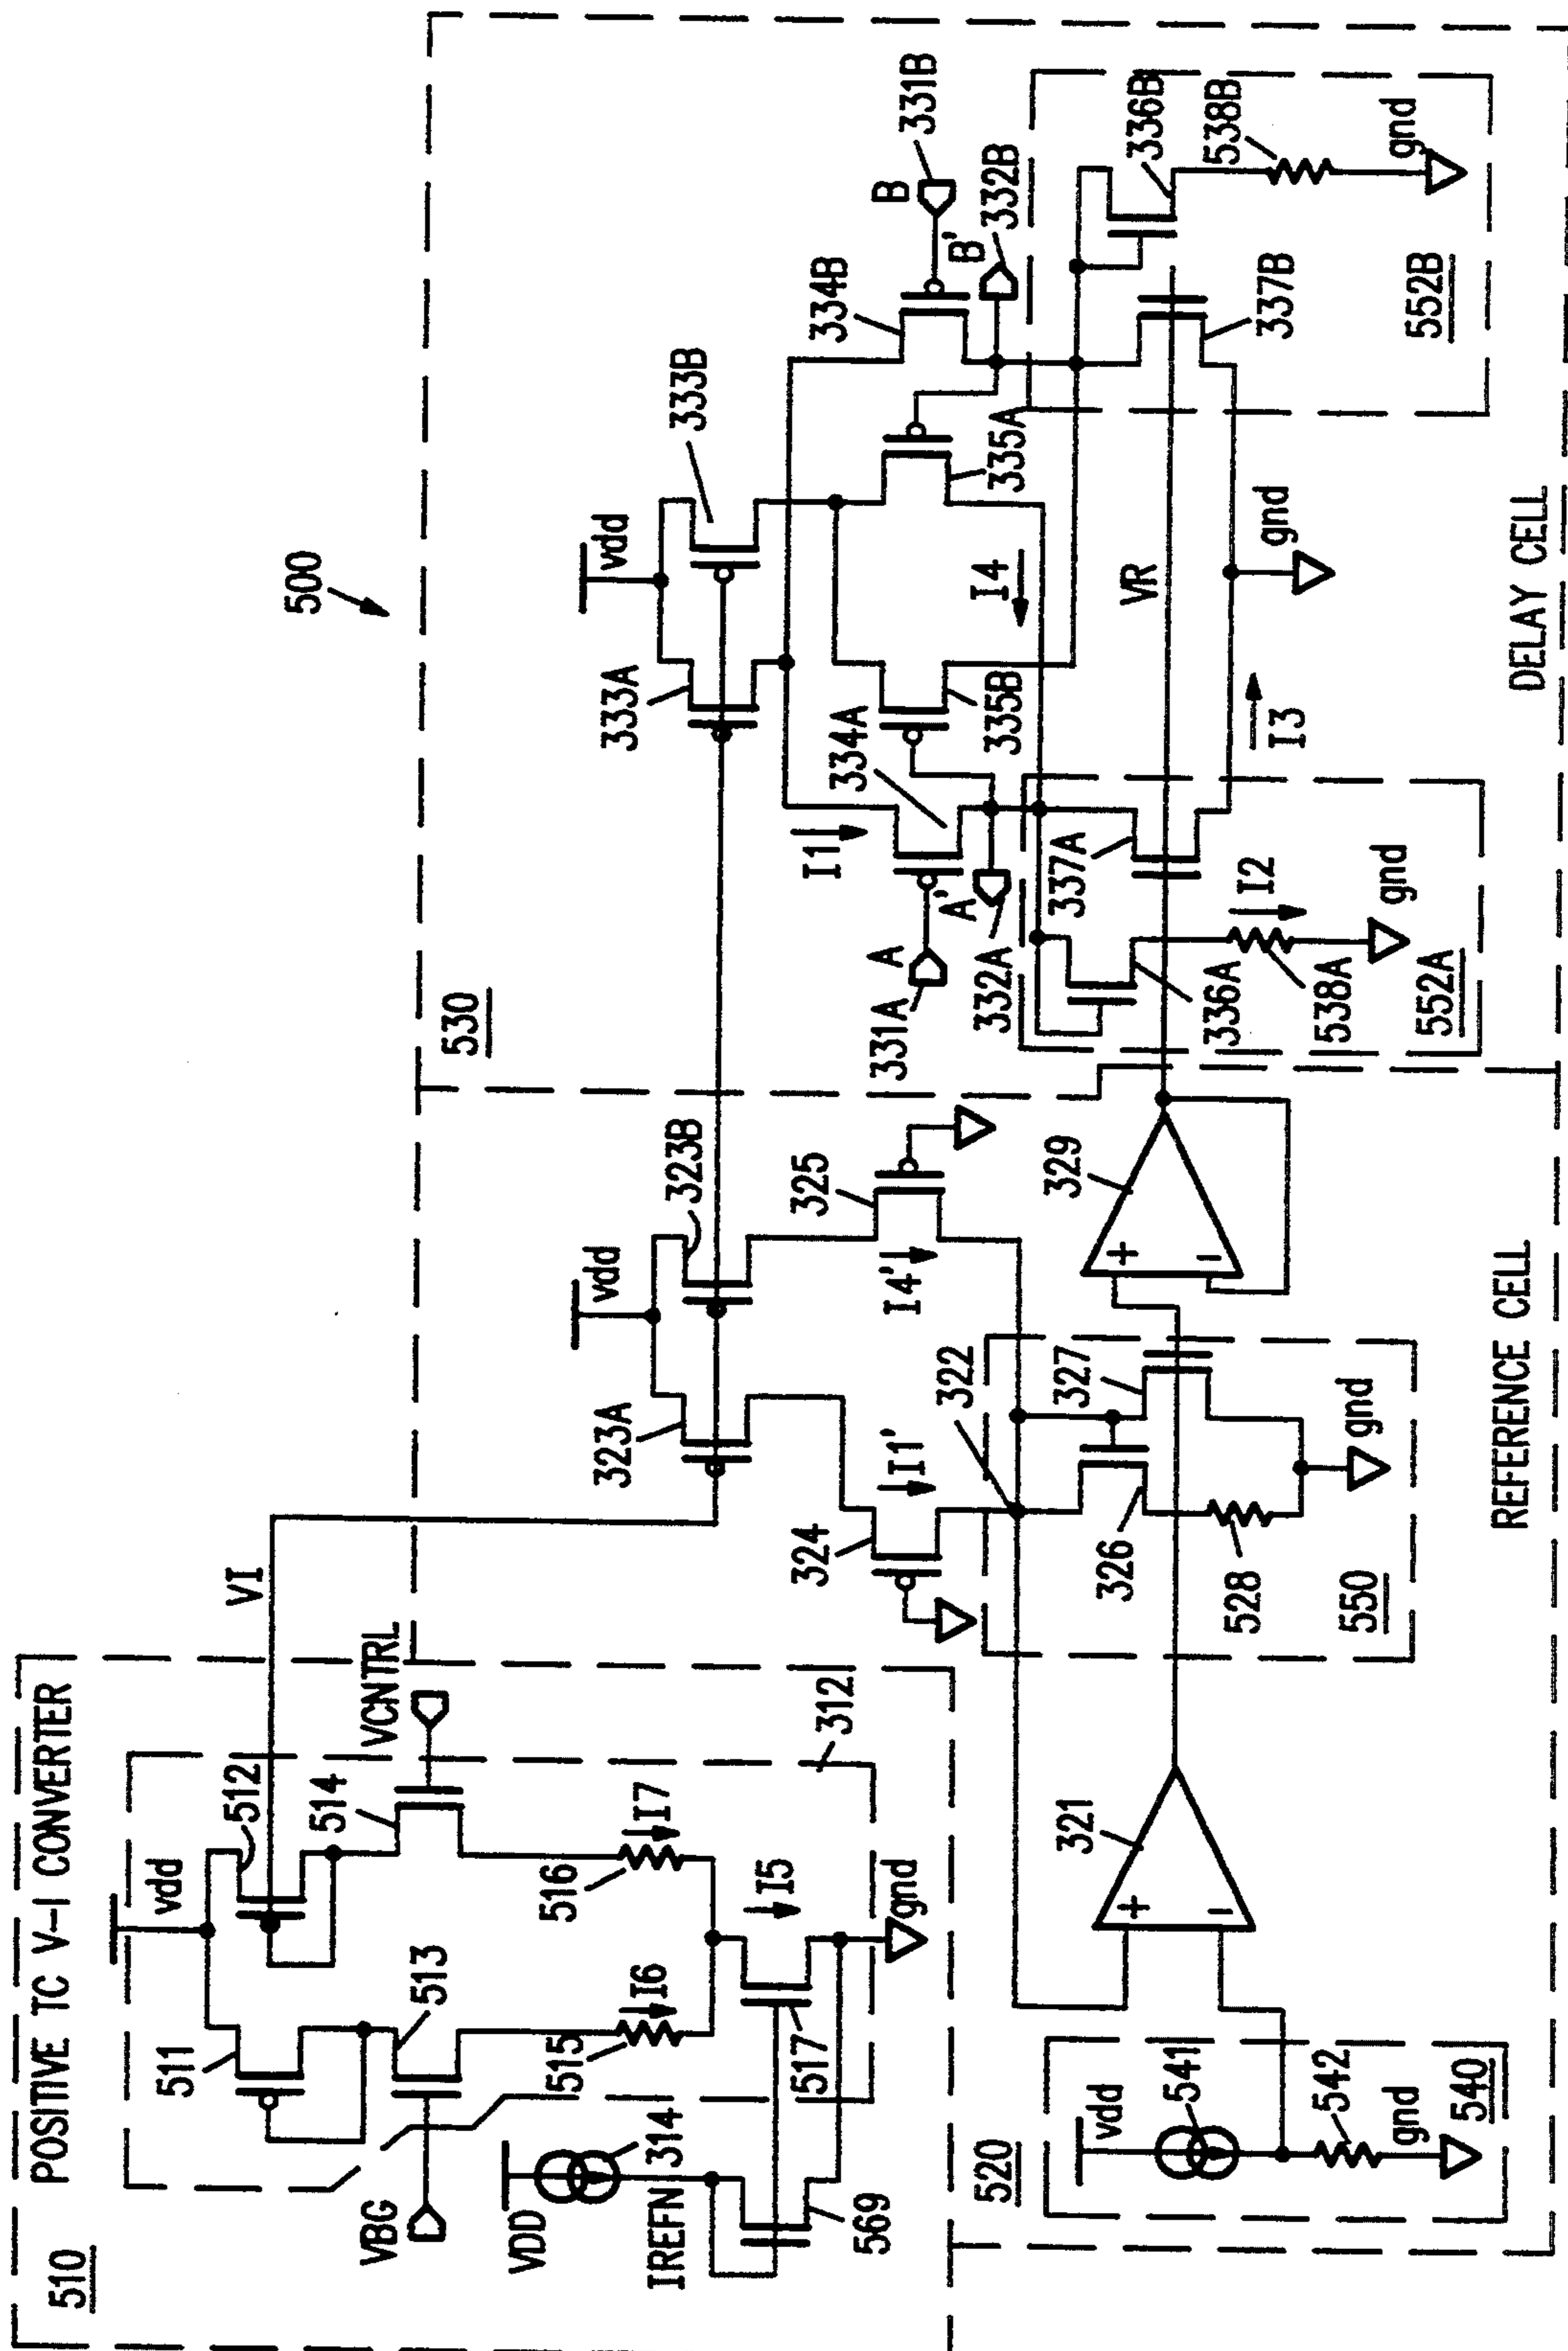 500
510
POSITIVE TC V-I CONVERTER
vdd
511
512
VI
513
514
VCNTRL
VBG
VDD
314
IREFN
515
I6
516
I7
312
517
I5
569
gnd
520
vdd
541
542
gnd
540
321
+
-
323A
vdd
323B
324
I1'
325
I4'
322
326
327
528
550
gnd
329
+
-
REFERENCE CELL
530
333A
vdd
333B
I1
334A
334B
331A
A
A'
332A
335B
335A
I4
B
331B
B'
332B
VR
336A
337A
538A
I2
gnd
552A
I3
gnd
337B
336B
538B
gnd
552B
DELAY CELL